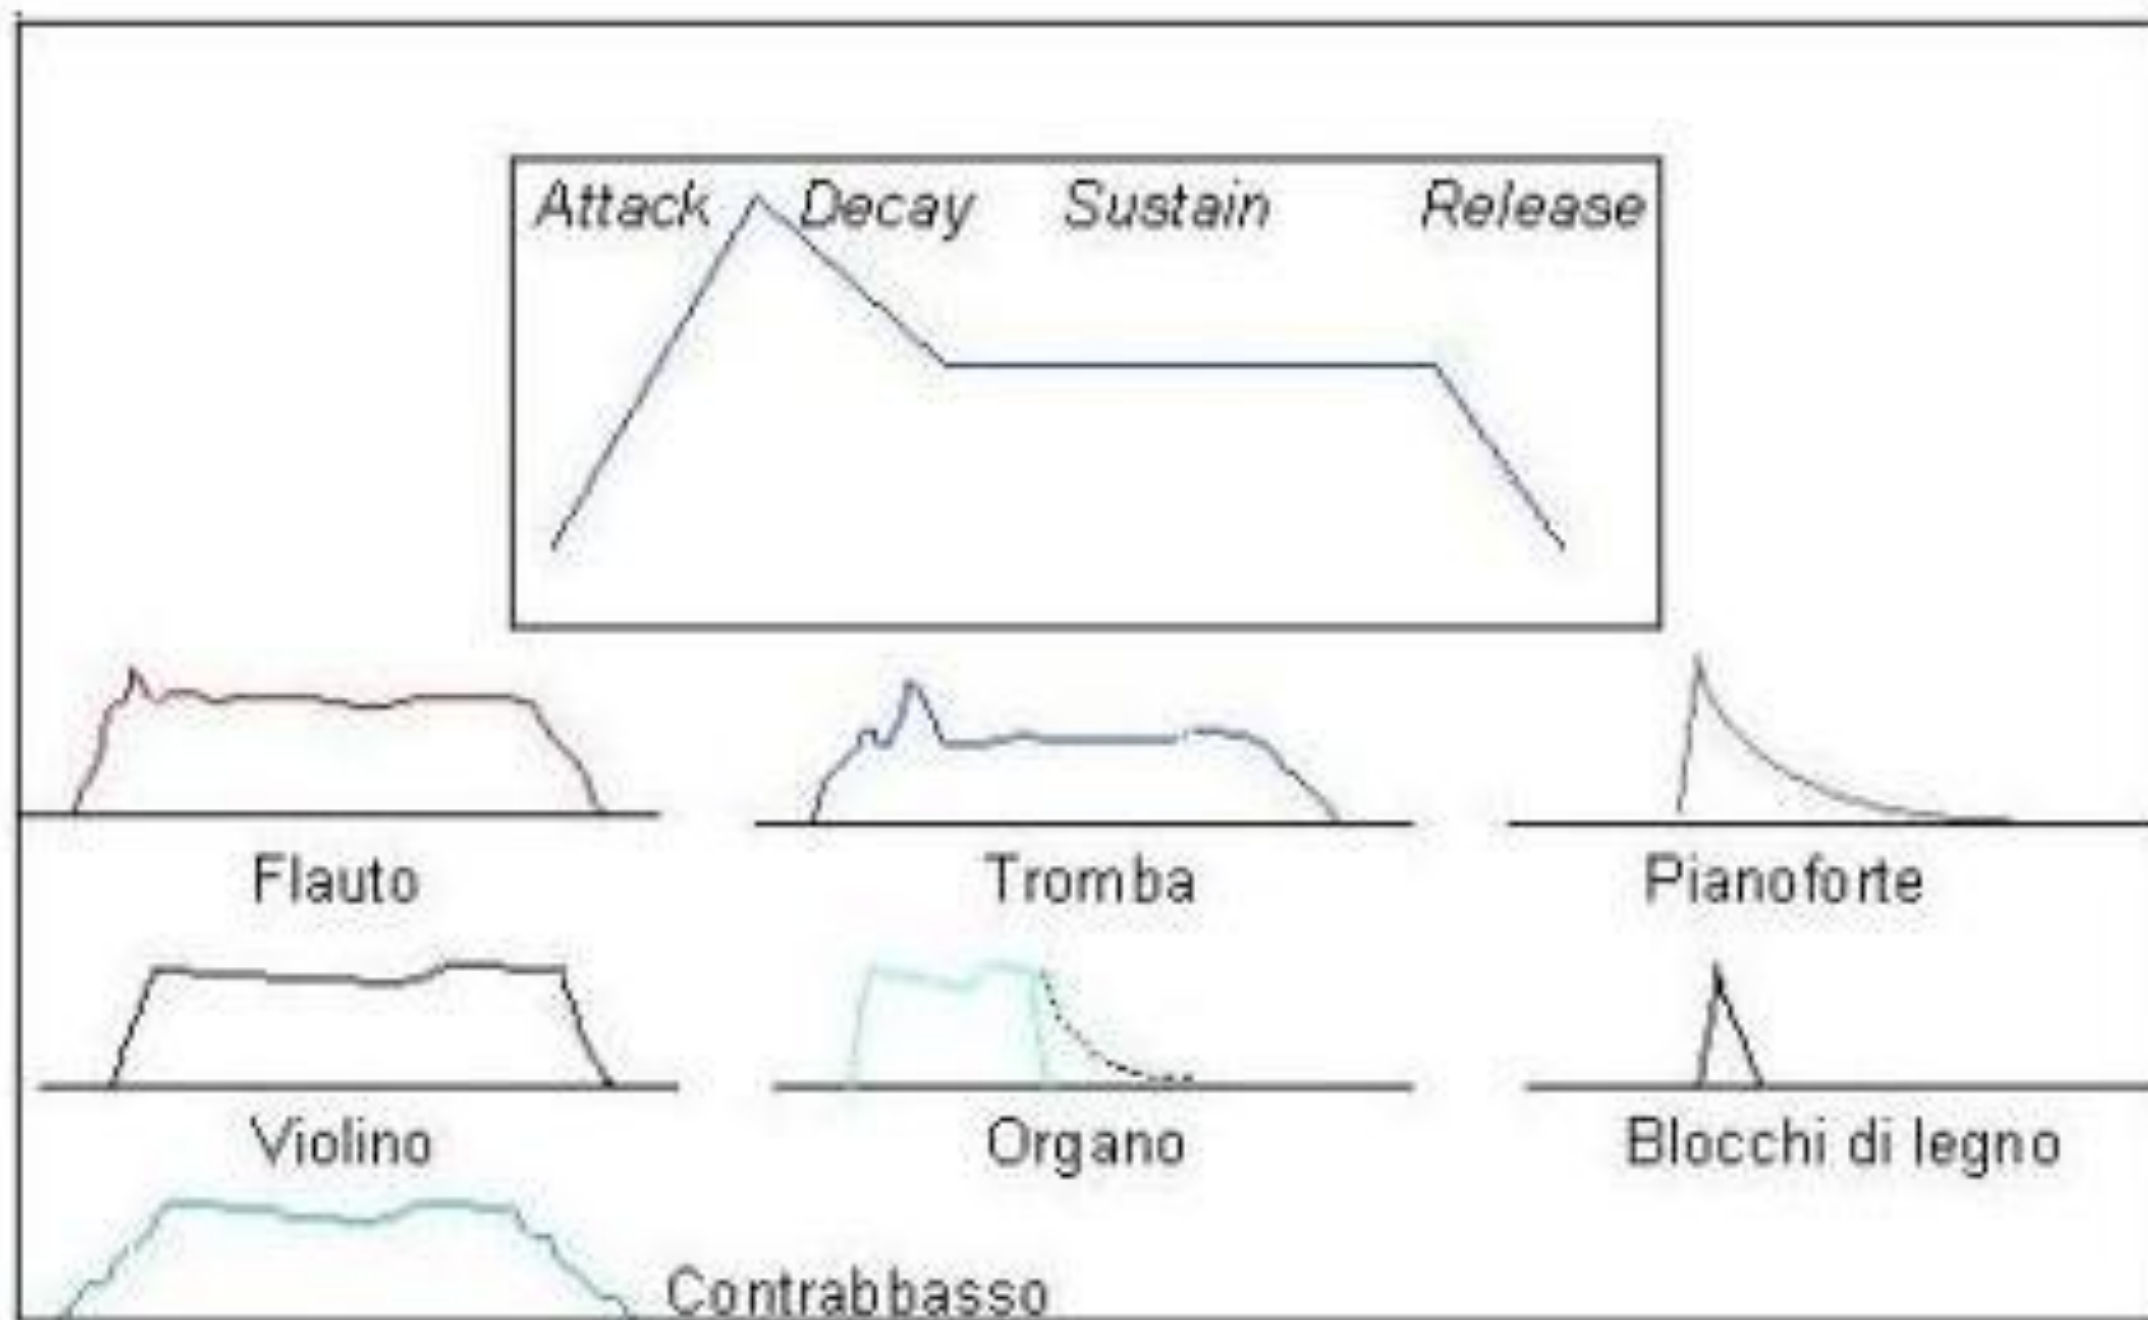 Attack Decay Sustain Release
Flauto Tromba Pianoforte
Violino Organo Blocchi di legno
Contrabbasso